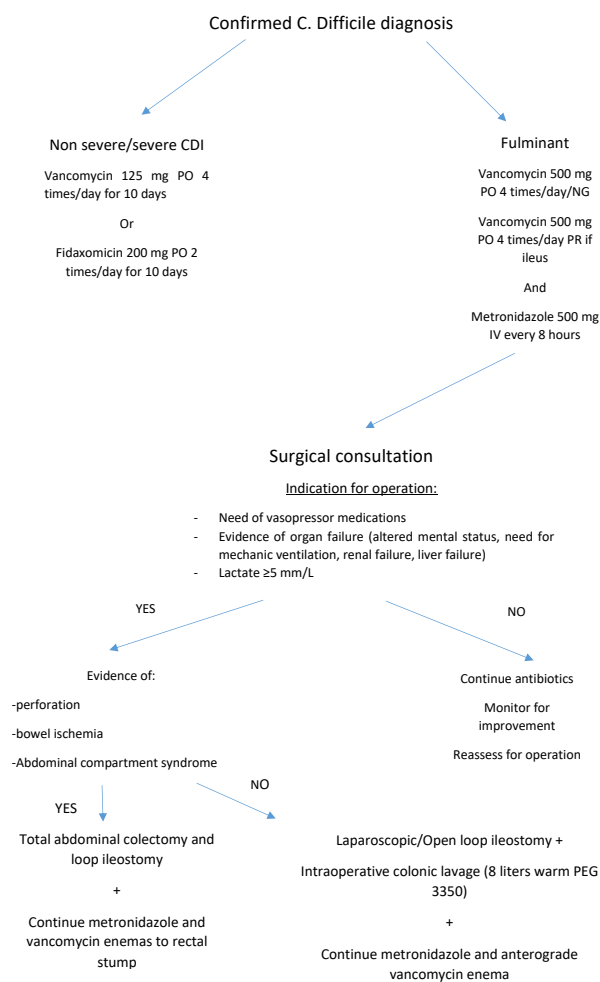 Confirmed C. Difficile diagnosis
Non severe/severe CDI
Vancomycin 125 mg PO 4
times/day for 10 days
Or
Fidaxomicin 200 mg PO 2
times/day for 10 days
Fulminant
Vancomycin 500 mg
PO 4 times/day/NG
Vancomycin 500 mg
PO 4 times/day PR if
ileus
And
Metronidazole 500 mg
IV every 8 hours
Surgical consultation
Indication for operation:
- Need of vasopressor medications
- Evidence of organ failure (altered mental status, need for
mechanic ventilation, renal failure, liver failure)
- Lactate ≥5 mm/L
YES
NO
Evidence of:
-perforation
-bowel ischemia
-Abdominal compartment syndrome
Continue antibiotics
Monitor for
improvement
Reassess for operation
YES
NO
Total abdominal colectomy and
loop ileostomy
+
Continue metronidazole and
vancomycin enemas to rectal
stump
Laparoscopic/Open loop ileostomy +
Intraoperative colonic lavage (8 liters warm PEG
3350)
+
Continue metronidazole and anterograde
vancomycin enema